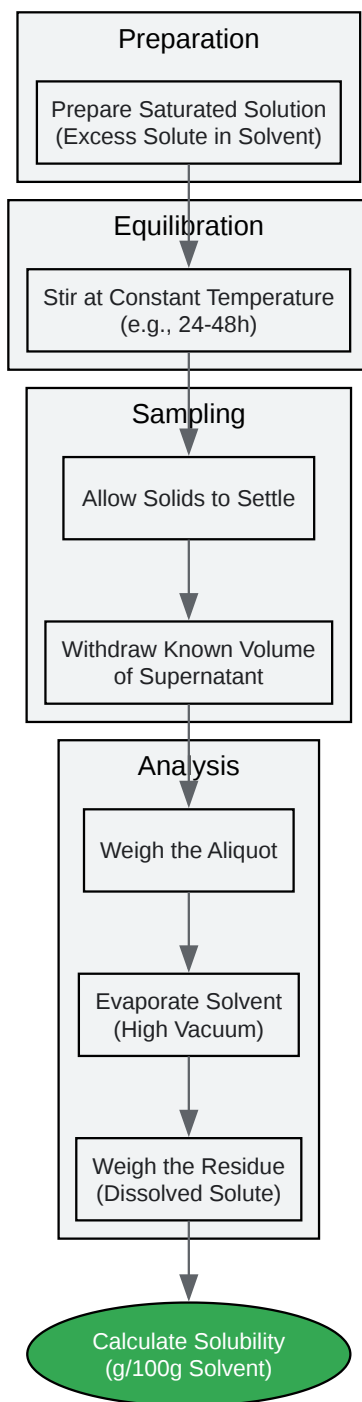 Preparation
Prepare Saturated Solution
(Excess Solute in Solvent)
Equilibration
Stir at Constant Temperature
(e.g., 24-48h)
Sampling
Allow Solids to Settle
Withdraw Known Volume
of Supernatant
Analysis
Weigh the Aliquot
Evaporate Solvent
(High Vacuum)
Weigh the Residue
(Dissolved Solute)
Calculate Solubility
(g/100g Solvent)